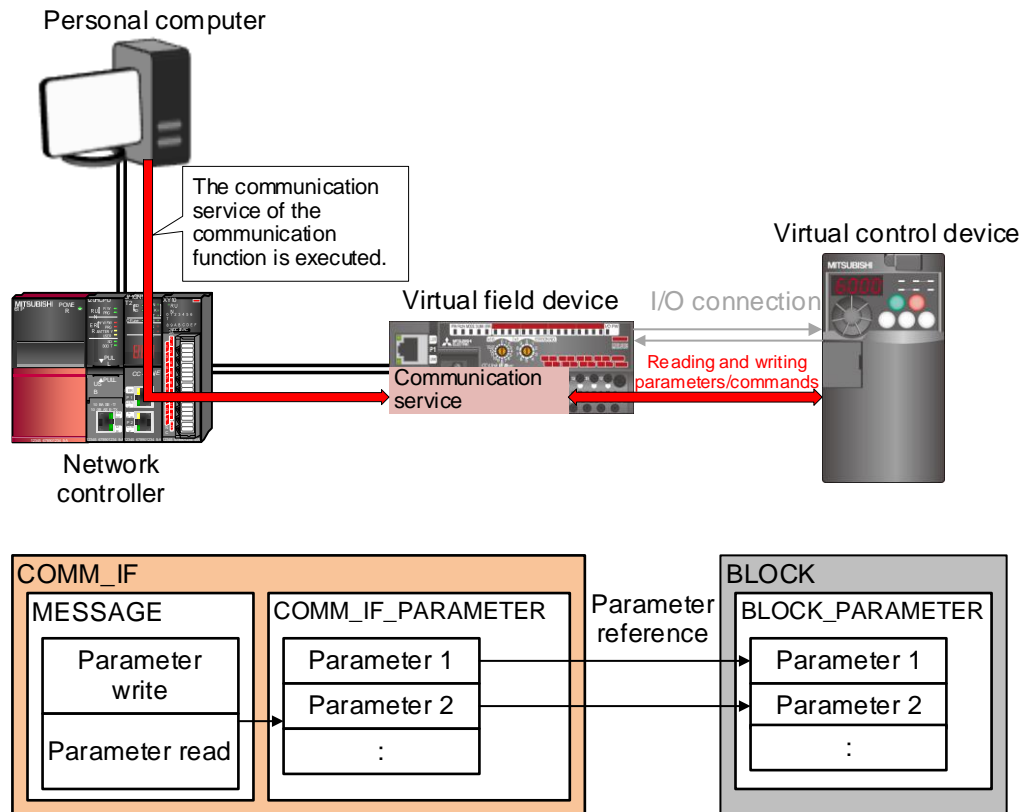 Personal computer
The communication
service of the
communication
function is executed.
Virtual control device
MITSUBISHI
Virtual field device
I/O connection
MITSUBISHI
Reading and writing
parameters/commands
Communication
service
Network
controller
COMM_IF
MESSAGE
Parameter
write
Parameter read
COMM_IF_PARAMETER
Parameter 1
Parameter 2
:
Parameter
reference
BLOCK
BLOCK_PARAMETER
Parameter 1
Parameter 2
: